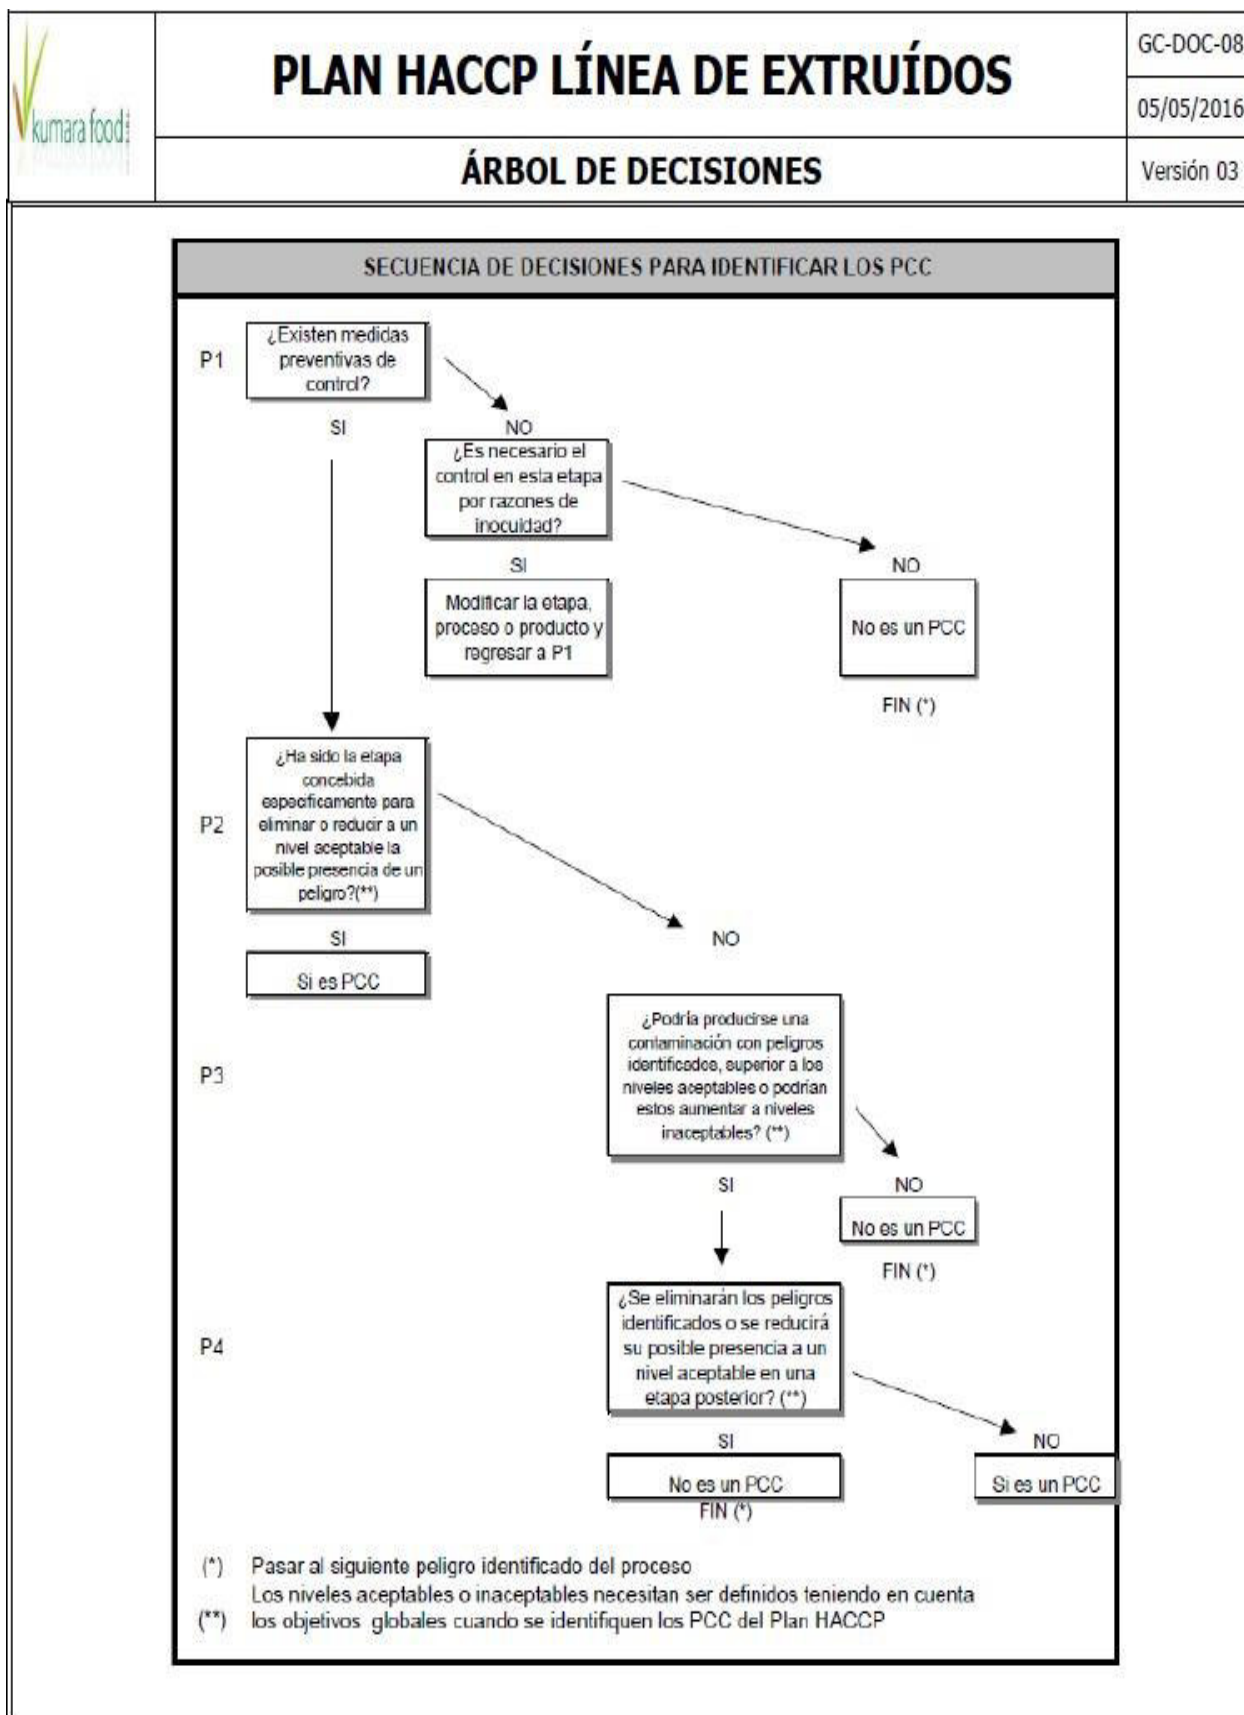 kumara food
PLAN HACCP LÍNEA DE EXTRUÍDOS
ÁRBOL DE DECISIONES
GC-DOC-08
05/05/2016
Versión 03
SECUENCIA DE DECISIONES PARA IDENTIFICAR LOS PCC
P1
¿Existen medidas
preventivas de
control?
SI
NO
¿Es necesario el
control en esta etapa
por razones de
inocuidad?
SI
NO
Modificar la etapa,
proceso o producto y
regresar a P1
No es un PCC
FIN (*)
P2
¿Ha sido la etapa
concebida
especificamente para
eliminar o reducir a un
nivel aceptable la
posible presencia de un
peligro?(**)
SI
NO
Si es PCC
P3
¿Podría producirse una
contaminación con peligros
identificados, superior a los
niveles aceptables o podrían
estos aumentar a niveles
inaceptables? (**)
SI
NO
No es un PCC
FIN (*)
P4
¿Se eliminarán los peligros
identificados o se reducirá
su posible presencia a un
nivel aceptable en una
etapa posterior? (**)
SI
NO
No es un PCC
Si es un PCC
FIN (*)
(*) Pasar al siguiente peligro identificado del proceso
Los niveles aceptables o inaceptables necesitan ser definidos teniendo en cuenta
(**) los objetivos globales cuando se identifiquen los PCC del Plan HACCP